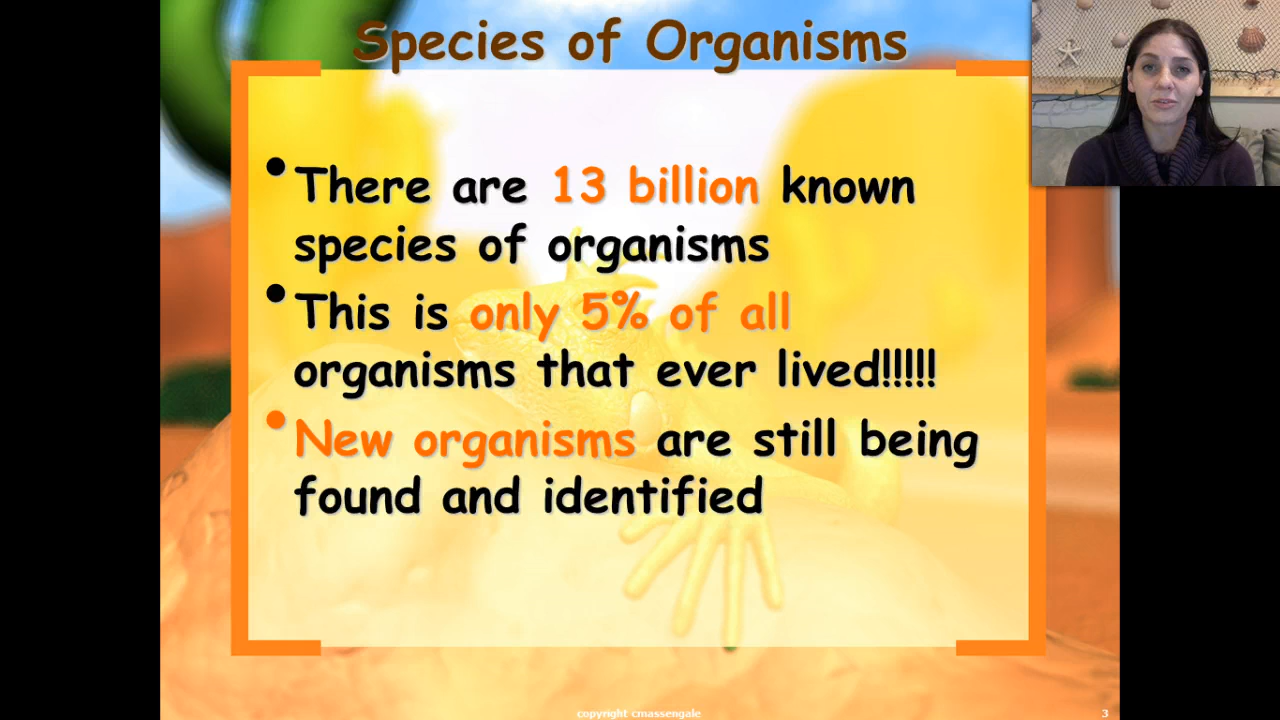 Species of Organisms
•There are 13 billion known
species of organisms
•This is only 5% of all
organisms that ever lived!!!!!
•New organisms are still being
found and identified
copyright cmassengale
3